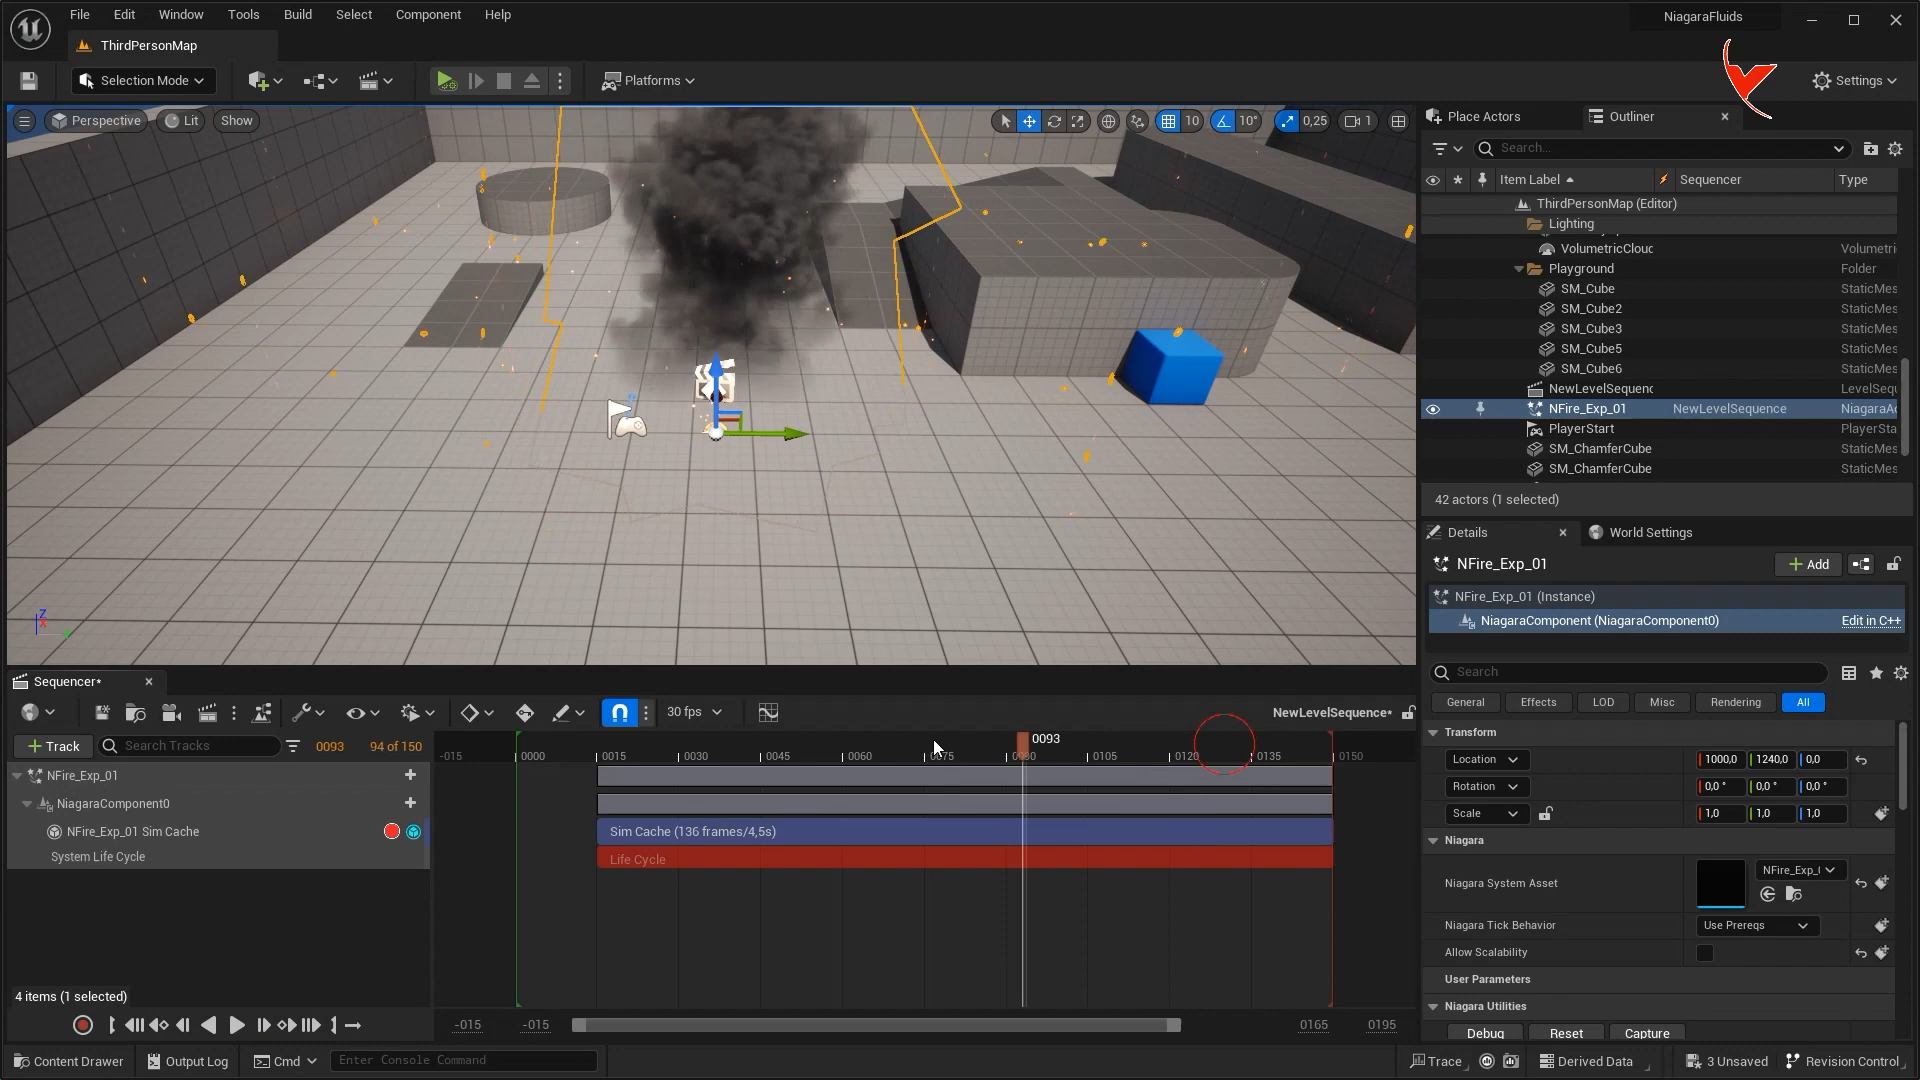 File Edit Window Tools Build Select Component Help
NiagaraFluids
ThirdPersonMap
Selection Mode
Platforms
Settings
Perspective
Lit
Show
10
10°
0,25
1
Place Actors
Outliner
Search...
Item Label
Sequencer
Type
ThirdPersonMap (Editor)
Lighting
VolumetricClouc Volumetri
Playground Folder
SM_Cube StaticMes
SM_Cube2 StaticMes
SM_Cube3 StaticMes
SM_Cube5 StaticMes
SM_Cube6 StaticMes
NewLevelSequenc LevelSequ
NFire_Exp_01 NewLevelSequence NiagaraAc
PlayerStart PlayerSta
SM_ChamferCube StaticMes
SM_ChamferCube StaticMes
42 actors (1 selected)
Details
World Settings
NFire_Exp_01
Add
NFire_Exp_01 (Instance)
NiagaraComponent (NiagaraComponent0) Edit in C++
Search
General Effects LOD Misc Rendering All
Transform
Location 1000,0 1240,0 0,0
Rotation 0,0 ° 0,0 ° 0,0 °
Scale 1,0 1,0 1,0
Niagara
Niagara System Asset NFire_Exp_(
Niagara Tick Behavior Use Prereqs
Allow Scalability
User Parameters
Niagara Utilities
Debug Reset Capture
Z
Sequencer*
30 fps
NewLevelSequence*
+ Track
Search Tracks
0093
94 of 150
0093
-015 0000 0015 0030 0045 0060 0075 0090 0105 0120 0135 0150
NFire_Exp_01
NiagaraComponent0
NFire_Exp_01 Sim Cache
Sim Cache (136 frames/4,5s)
System Life Cycle
Life Cycle
4 items (1 selected)
-015 -015 0165 0195
Content Drawer
Output Log
Cmd
Enter Console Command
Trace
Derived Data
3 Unsaved
Revision Control